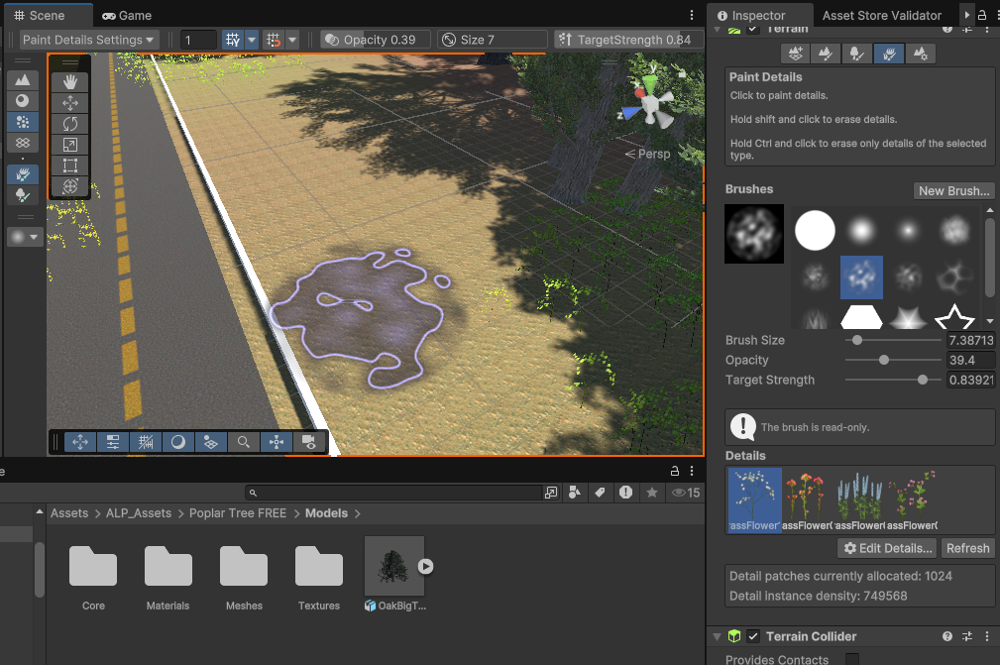 Scene
Game
Paint Details Settings
1
Opacity 0.39
Size 7
TargetStrength 0.84
z
Persp
Inspector
Asset Store Validator
Terrain
Paint Details
Click to paint details.
Hold shift and click to erase details.
Hold Ctrl and click to erase only details of the selected
type.
Brushes
New Brush...
Brush Size
7.38713
Opacity
39.4
Target Strength
0.83921
The brush is read-only.
Details
assFlower
assFlower(
assFlower(
assFlower(
Edit Details...
Refresh
Detail patches currently allocated: 1024
Detail instance density: 749568
Terrain Collider
Provides Contacts
e
15
Assets > ALP_Assets > Poplar Tree FREE > Models >
Core
Materials
Meshes
Textures
OakBigT...